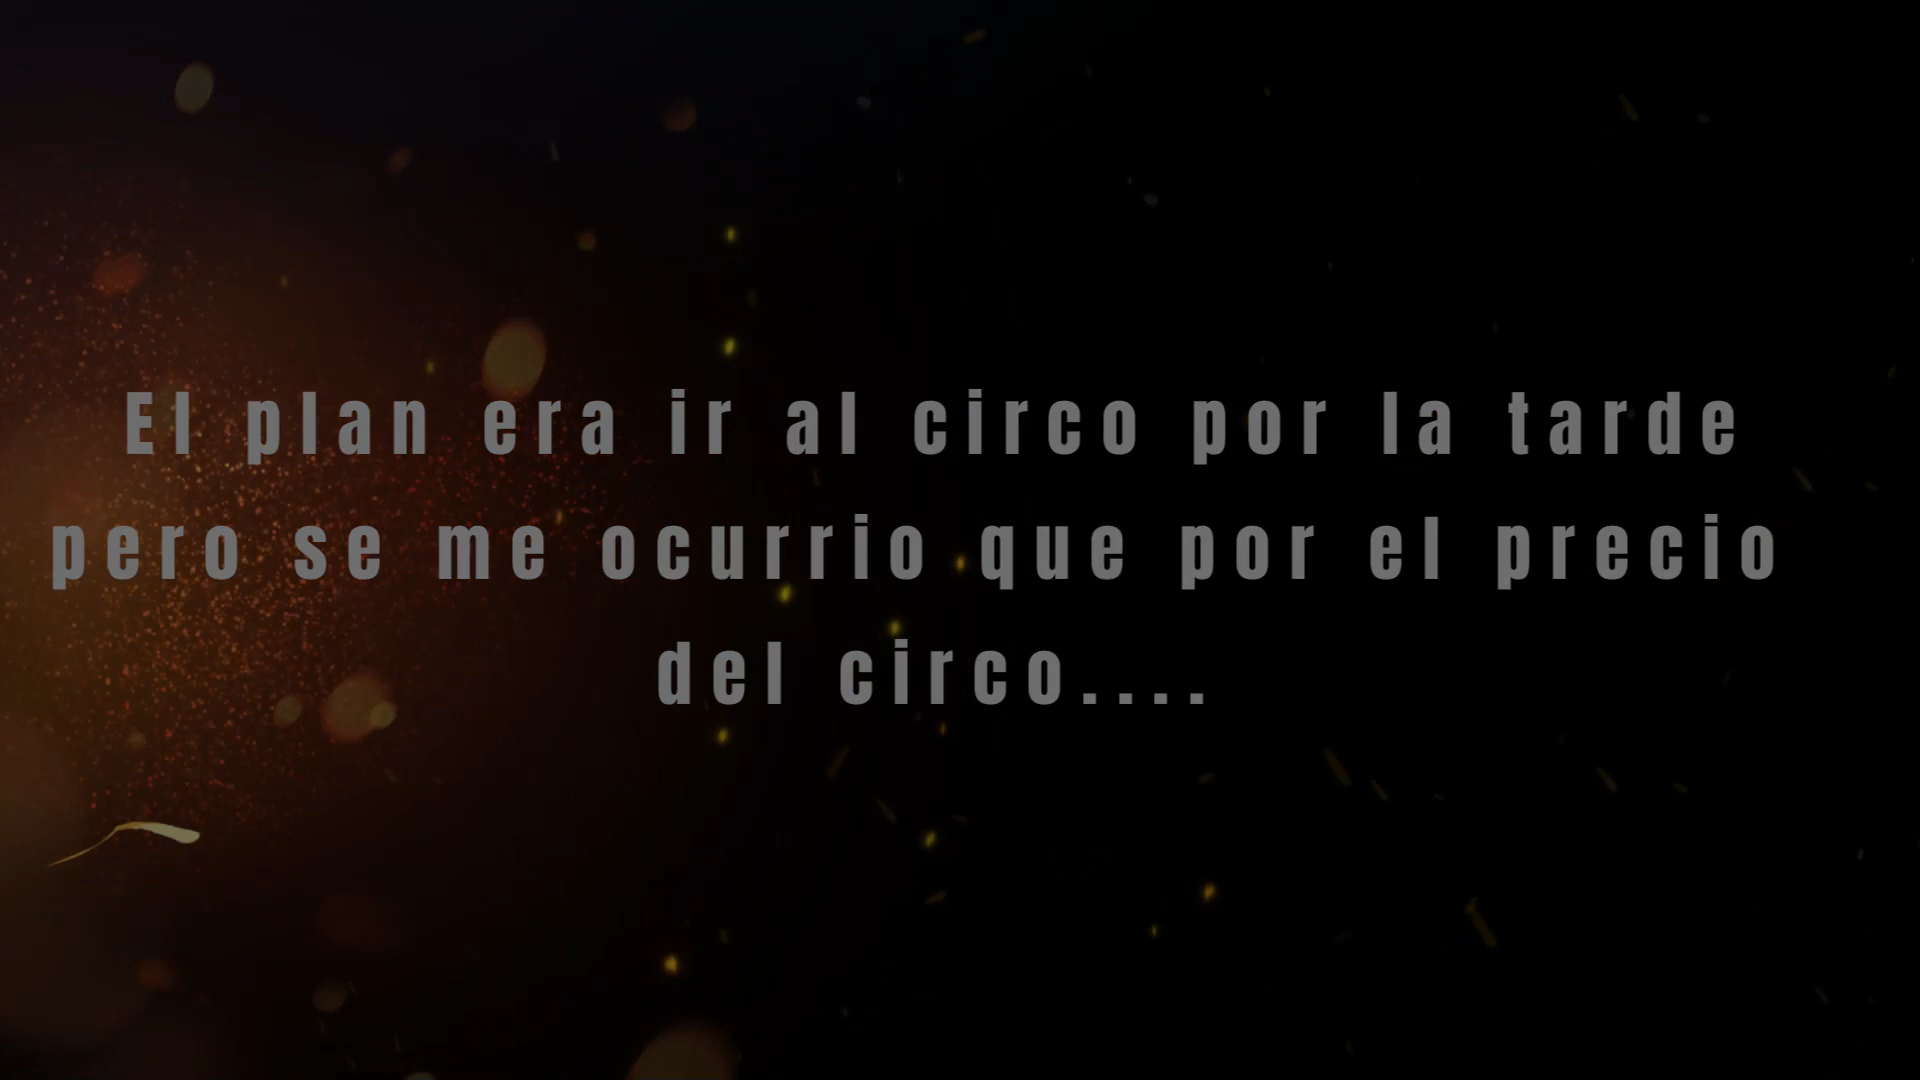 El plan era ir al circo por la tarde
pero se me ocurrio que por el precio
del circo....